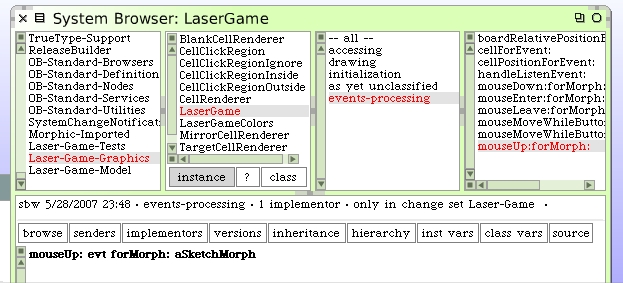 System Browser: LaserGame
TrueType-Support
ReleaseBuilder
OB-Standard-Browsers
OB-Standard-Definition
OB-Standard-Nodes
OB-Standard-Services
OB-Standard-Utilities
SystemChangeNotificati
Morphic-Imported
Laser-Game-Tests
Laser-Game-Graphics
Laser-Game-Model
BlankCellRenderer
CellClickRegion
CellClickRegionIgnore
CellClickRegionInside
CellClickRegionOutside
CellRenderer
LaserGame
LaserGameColors
MirrorCellRenderer
TargetCellRenderer
instance ? class
-- all --
accessing
drawing
initialization
as yet unclassified
events-processing
boardRelativePositionF
cellForEvent:
cellPositionForEvent:
handleListenEvent:
mouseDown:forMorph:
mouseEnter:forMorph:
mouseLeave:forMorph:
mouseMoveWhileButto
mouseMoveWhileButto
mouseUp:forMorph:
sbw 5/28/2007 23:48 · events-processing · 1 implementor · only in change set Laser-Game ·
browse senders implementors versions inheritance hierarchy inst vars class vars source
mouseUp: evt forMorph: aSketchMorph